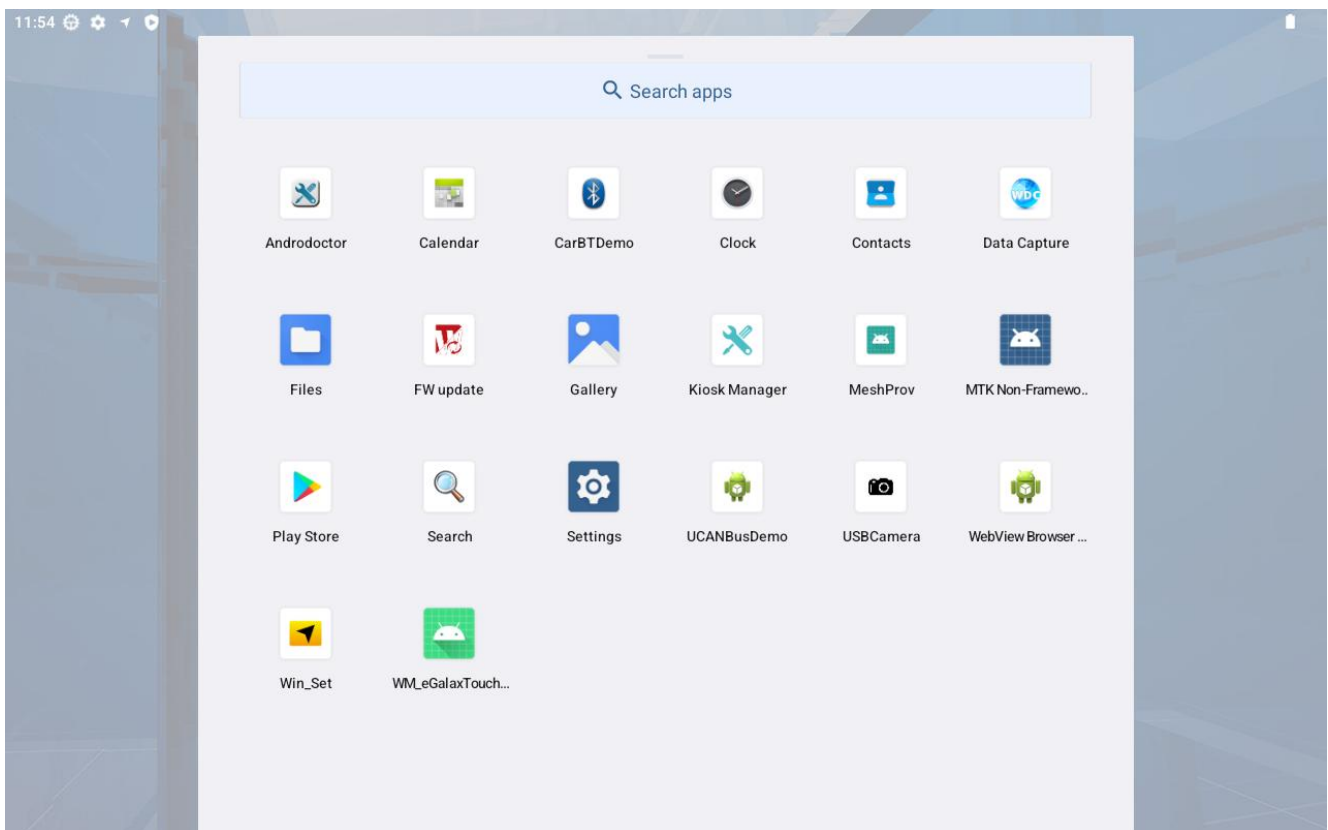 11:54
Search apps
Androdoctor Calendar CarBTDemo Clock Contacts Data Capture
WDC
Files FW update Gallery Kiosk Manager MeshProv MTK Non-Framewo..
Play Store Search Settings UCANBusDemo USBCamera WebView Browser ...
Win_Set WM_eGalaxTouch...